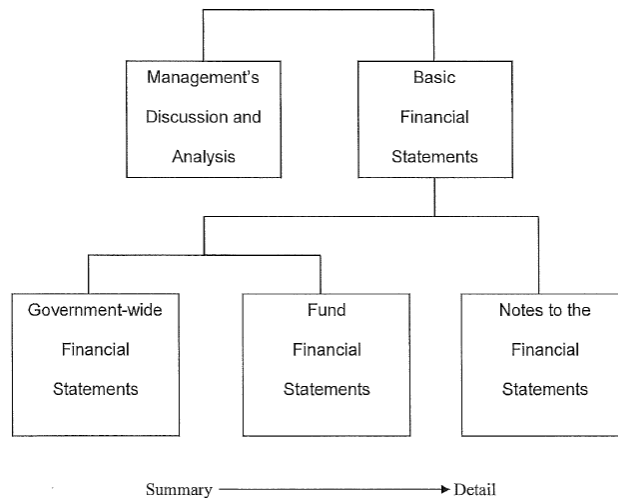 Management's
Discussion and
Analysis
Basic
Financial
Statements
Government-wide
Financial
Statements
Fund
Financial
Statements
Notes to the
Financial
Statements
Summary
Detail